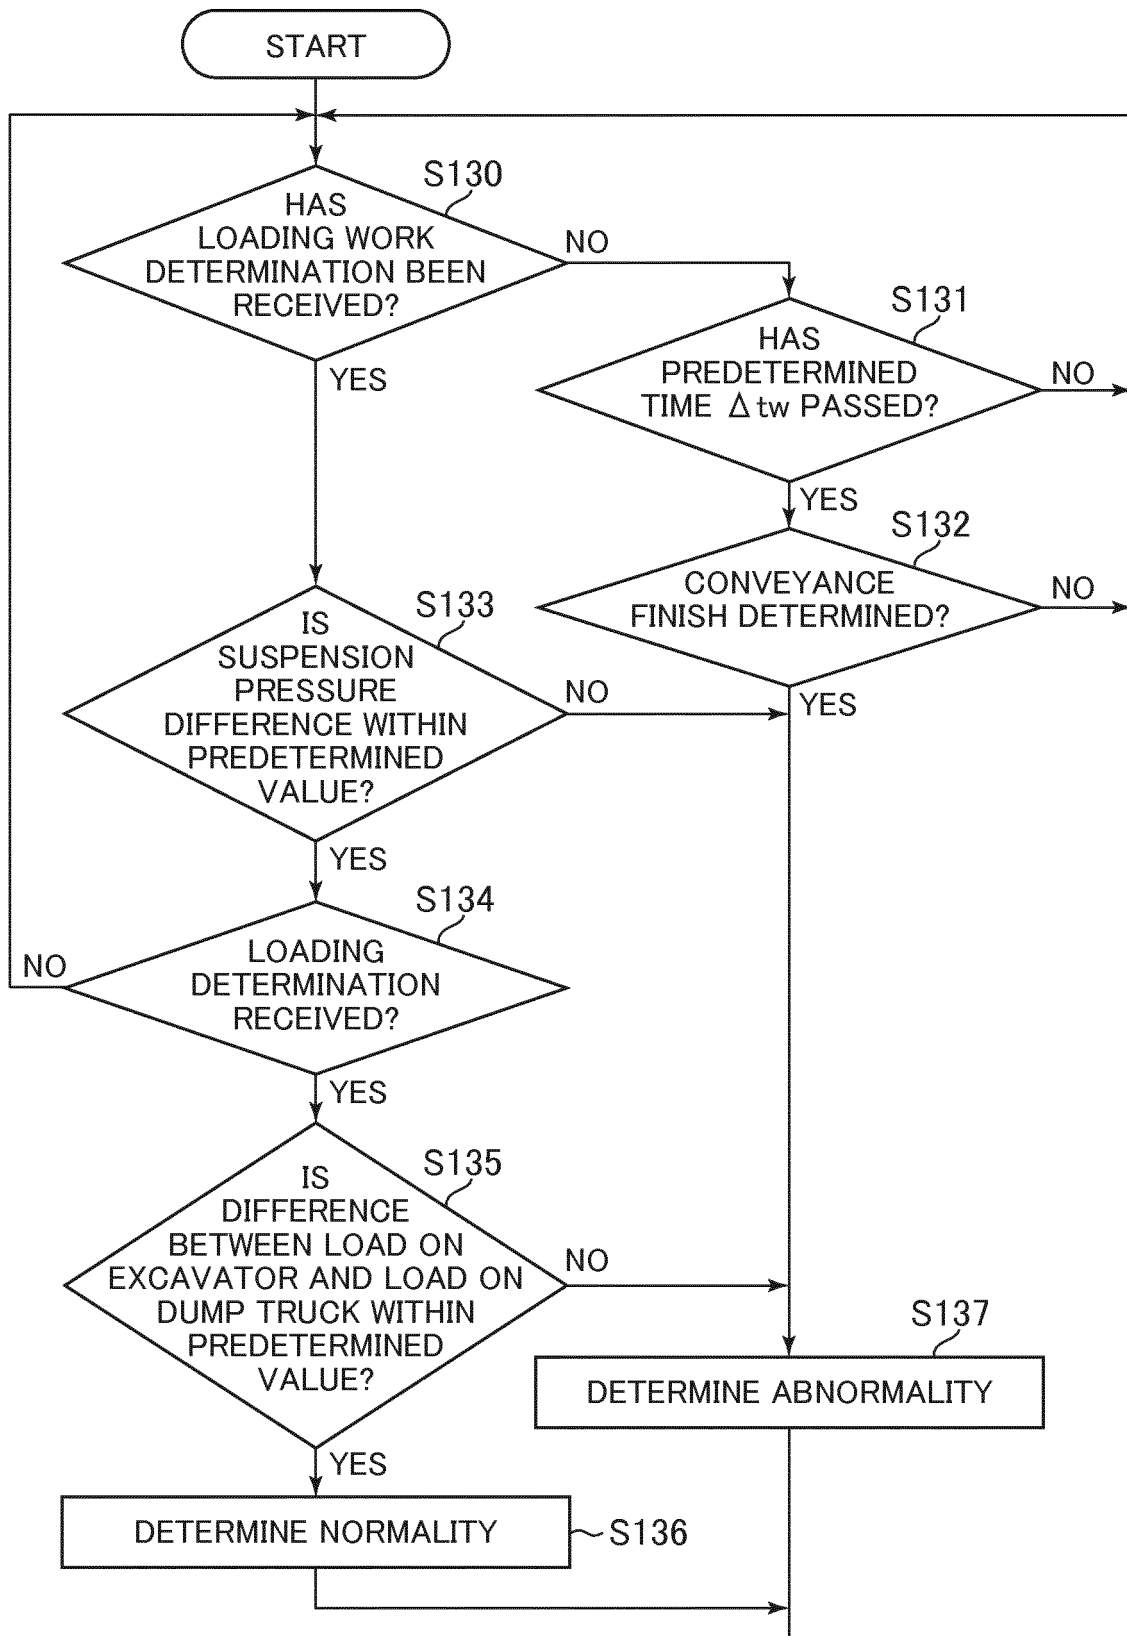 START
S130
HAS
LOADING WORK
DETERMINATION BEEN
RECEIVED?
NO
YES
S131
HAS
PREDETERMINED
TIME Δtw PASSED?
NO
YES
S132
CONVEYANCE
FINISH DETERMINED?
NO
YES
S133
IS
SUSPENSION
PRESSURE
DIFFERENCE WITHIN
PREDETERMINED
VALUE?
NO
YES
S134
LOADING
DETERMINATION
RECEIVED?
NO
YES
S135
IS
DIFFERENCE
BETWEEN LOAD ON
EXCAVATOR AND LOAD ON
DUMP TRUCK WITHIN
PREDETERMINED
VALUE?
NO
YES
S137
DETERMINE ABNORMALITY
DETERMINE NORMALITY
S136